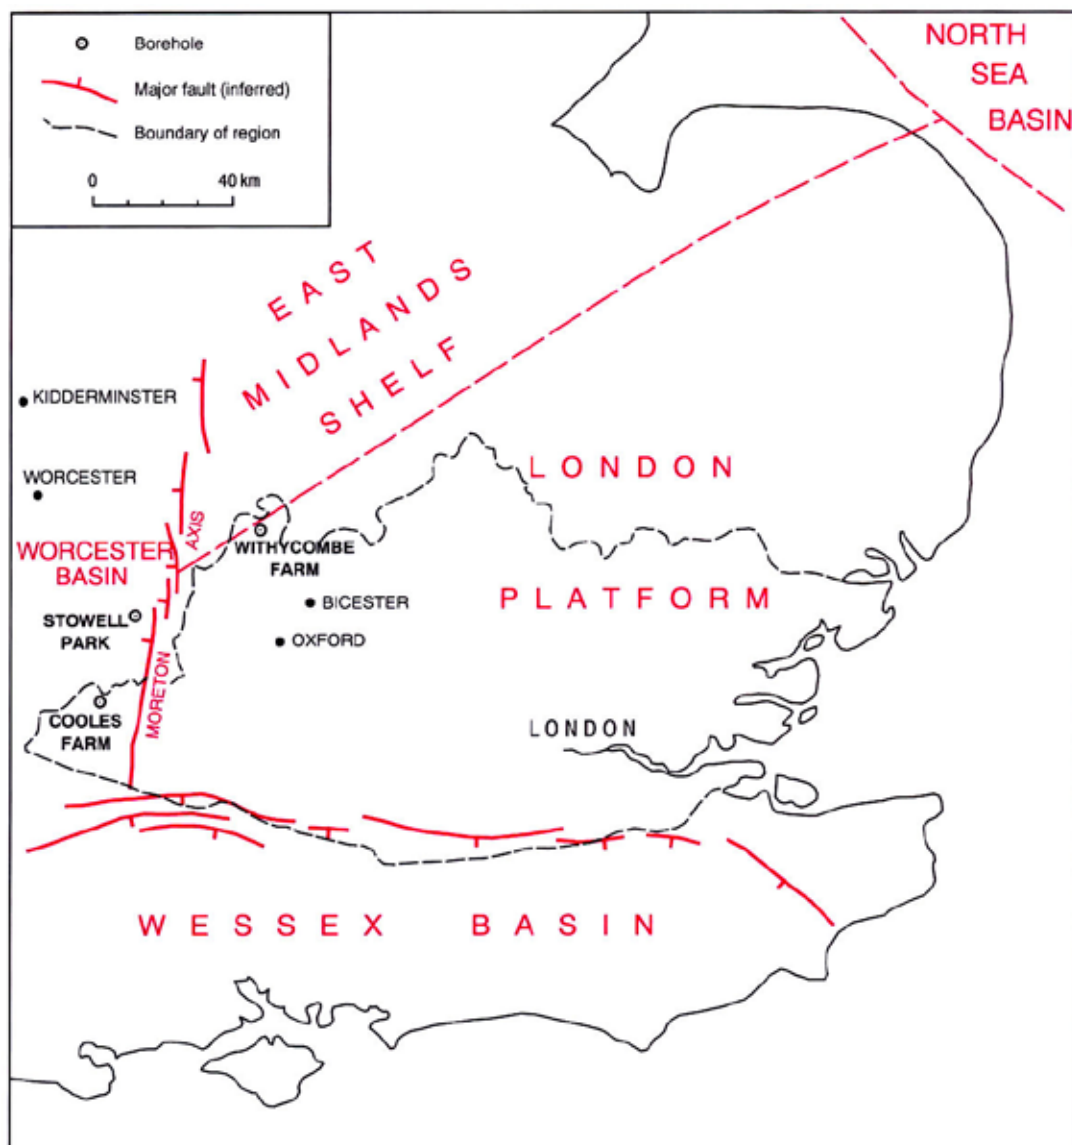 Borehole
Major fault (inferred)
Boundary of region
0 40 km
NORTH
SEA
BASIN
EAST
MIDLANDS
SHELF
KIDDERMINSTER
WORCESTER
LONDON
AXIS
WORCESTER
BASIN
WITHYCOMBE
FARM
PLATFORM
BICESTER
STOWELL
PARK
OXFORD
MORETON
COOLES
FARM
LONDON
WESSEX BASIN